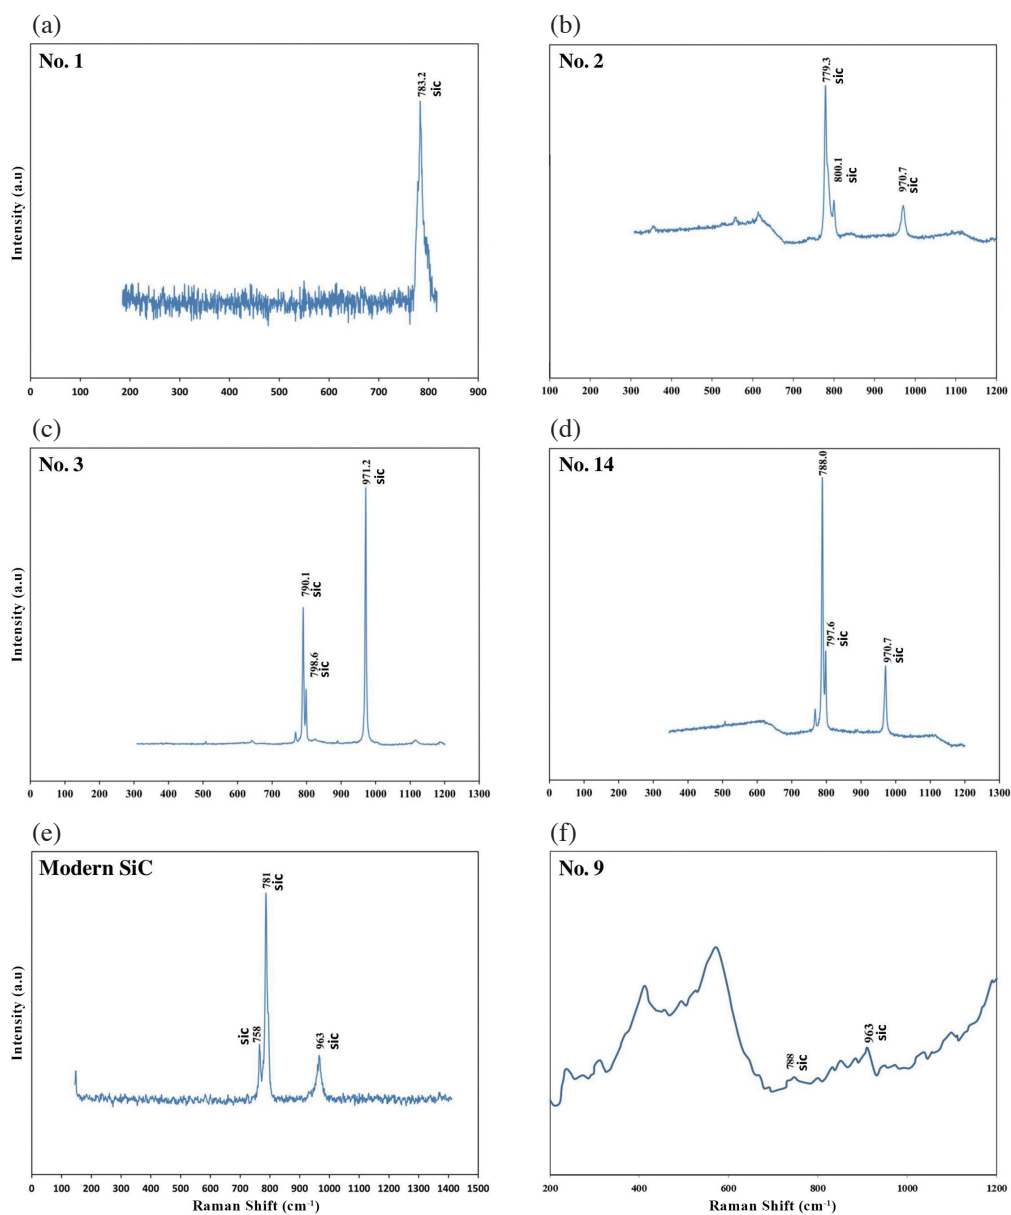 (a)
No. 1
783.2
sic
Intensity (a.u)
0 100 200 300 400 500 600 700 800 900
(b)
No. 2
779.3
sic
800.1
sic
970.7
sic
100 200 300 400 500 600 700 800 900 1000 1100 1200
(c)
No. 3
971.2
sic
790.1
sic
798.6
sic
Intensity (a.u)
0 100 200 300 400 500 600 700 800 900 1000 1100 1200 1300
(d)
No. 14
788.0
797.6
sic
970.7
sic
0 100 200 300 400 500 600 700 800 900 1000 1100 1200 1300
(e)
Modern SiC
781
sic
sic
758
963
sic
Intensity (a.u)
0 100 200 300 400 500 600 700 800 900 1000 1100 1200 1300 1400 1500
Raman Shift (cm⁻¹)
(f)
No. 9
788
sic
963
sic
200 400 600 800 1000 1200
Raman Shift (cm⁻¹)